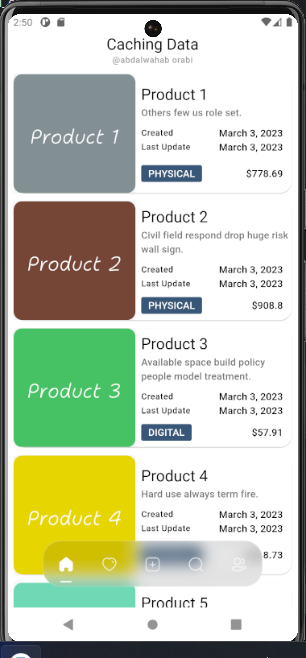 2:50
Caching Data
@abdalwahab orabi
Product 1
Product 1
Others few us role set.
Created March 3, 2023
Last Update March 3, 2023
PHYSICAL $778.69
Product 2
Product 2
Civil field respond drop huge risk
wall sign.
Created March 3, 2023
Last Update March 3, 2023
PHYSICAL $908.8
Product 3
Product 3
Available space build policy
people model treatment.
Created March 3, 2023
Last Update March 3, 2023
DIGITAL $57.91
Product 4
Product 4
Hard use always term fire.
Created March 3, 2023
Last Update March 3, 2023
8.73
Product 5